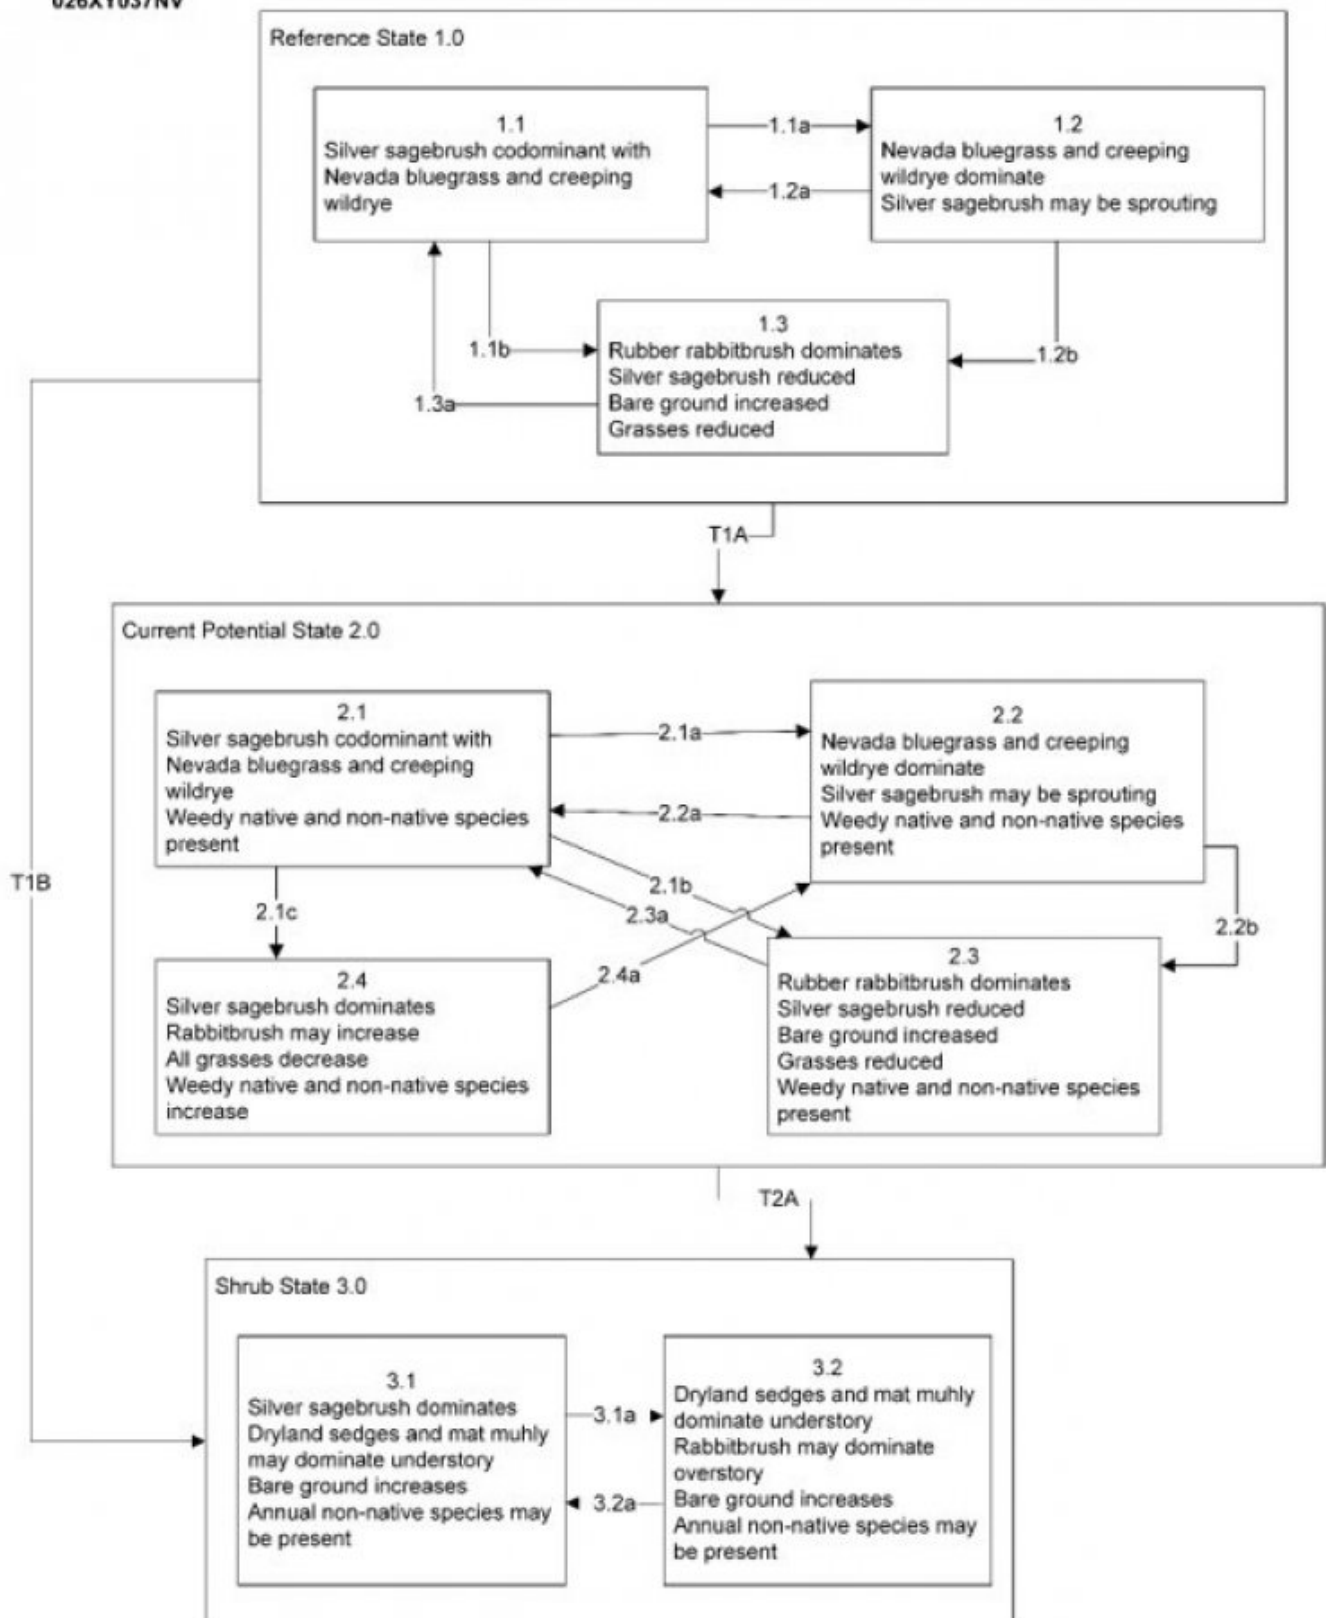 026XY037NV
Reference State 1.0
1.1
Silver sagebrush codominant with
Nevada bluegrass and creeping
wildrye
1.1a
1.2a
1.2
Nevada bluegrass and creeping
wildrye dominate
Silver sagebrush may be sprouting
1.1b
1.3a
1.3
Rubber rabbitbrush dominates
Silver sagebrush reduced
Bare ground increased
Grasses reduced
1.2b
T1A
T1B
Current Potential State 2.0
2.1
Silver sagebrush codominant with
Nevada bluegrass and creeping
wildrye
Weedy native and non-native species
present
2.1a
2.2a
2.2
Nevada bluegrass and creeping
wildrye dominate
Silver sagebrush may be sprouting
Weedy native and non-native species
present
2.1c
2.1b
2.3a
2.4a
2.2b
2.4
Silver sagebrush dominates
Rabbitbrush may increase
All grasses decrease
Weedy native and non-native species
increase
2.3
Rubber rabbitbrush dominates
Silver sagebrush reduced
Bare ground increased
Grasses reduced
Weedy native and non-native species
present
T2A
Shrub State 3.0
3.1
Silver sagebrush dominates
Dryland sedges and mat muhly
may dominate understory
Bare ground increases
Annual non-native species may
be present
3.1a
3.2a
3.2
Dryland sedges and mat muhly
dominate understory
Rabbitbrush may dominate
overstory
Bare ground increases
Annual non-native species may
be present